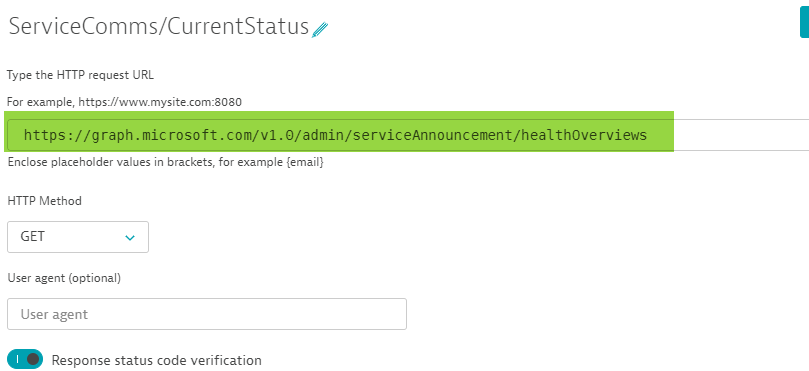 ServiceComms/CurrentStatus
Type the HTTP request URL
For example, https://www.mysite.com:8080
https://graph.microsoft.com/v1.0/admin/serviceAnnouncement/healthOverviews
Enclose placeholder values in brackets, for example {email}
HTTP Method
GET
User agent (optional)
User agent
Response status code verification